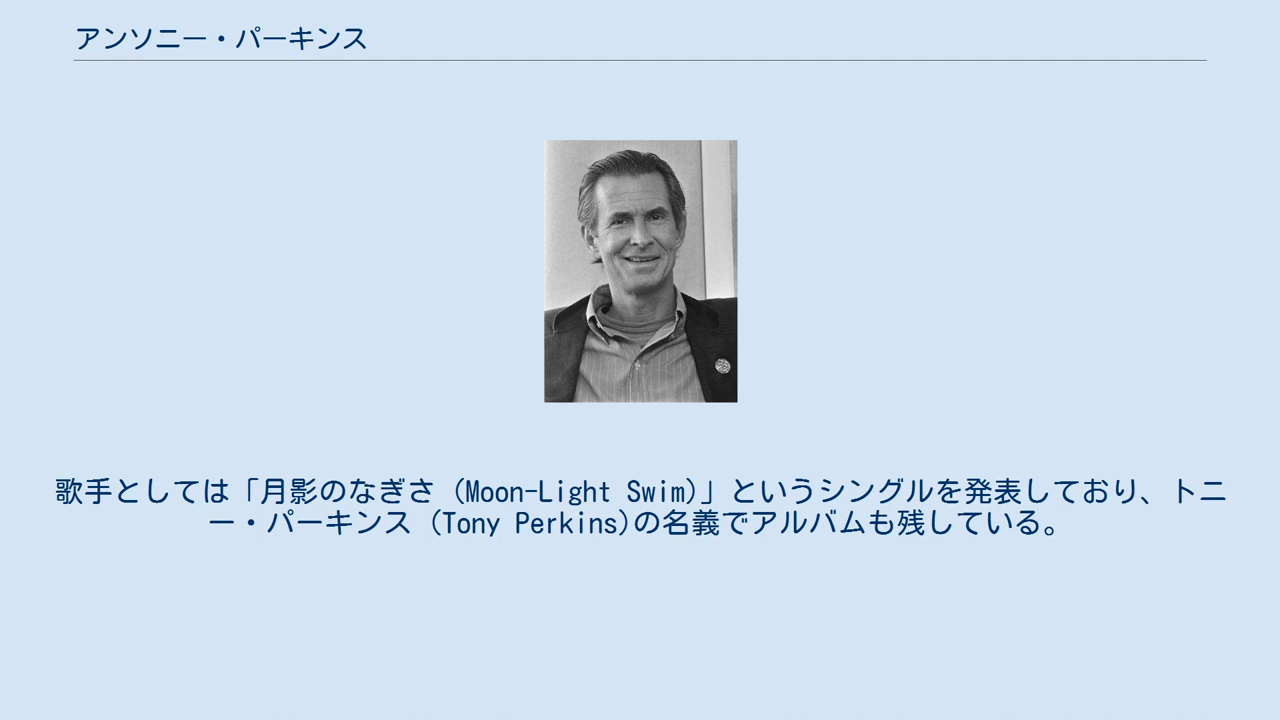 アンソニー・パーキンス
歌手としては「月影のなぎさ (Moon-Light Swim)」というシングルを発表しており、トニ
ー・パーキンス (Tony Perkins)の名義でアルバムも残している。